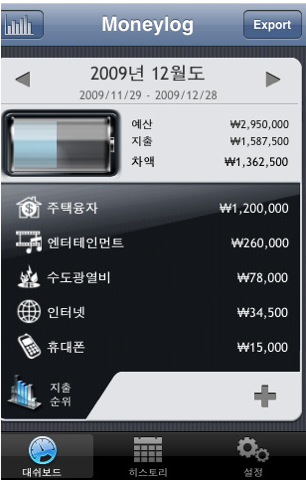 Moneylog
Export
2009년 12월도
2009/11/29 - 2009/12/28
예산 ₩2,950,000
지출 ₩1,587,500
차액 ₩1,362,500
주택융자 ₩1,200,000
엔터테인먼트 ₩260,000
수도광열비 ₩78,000
인터넷 ₩34,500
휴대폰 ₩15,000
지출
순위
대쉬보드
히스토리
설정